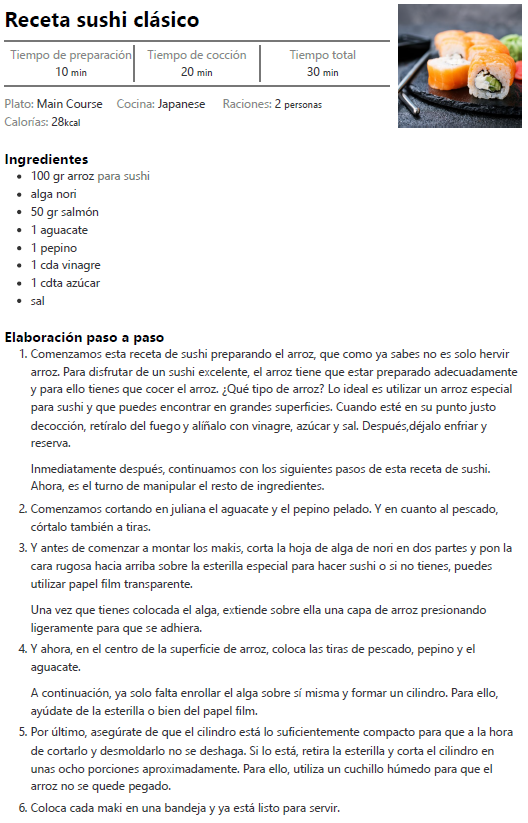 Receta sushi clásico
Tiempo de preparación
10 min
Tiempo de cocción
20 min
Tiempo total
30 min
Plato: Main Course Cocina: Japanese Raciones: 2 personas
Calorías: 28kcal
Ingredientes
• 100 gr arroz para sushi
• alga nori
• 50 gr salmón
• 1 aguacate
• 1 pepino
• 1 cda vinagre
• 1 cdta azúcar
• sal
Elaboración paso a paso
1. Comenzamos esta receta de sushi preparando el arroz, que como ya sabes no es solo hervir
arroz. Para disfrutar de un sushi excelente, el arroz tiene que estar preparado adecuadamente
y para ello tienes que cocer el arroz. ¿Qué tipo de arroz? Lo ideal es utilizar un arroz especial
para sushi y que puedes encontrar en grandes superficies. Cuando esté en su punto justo
decocción, retíralo del fuego y alíñalo con vinagre, azúcar y sal. Después,déjalo enfriar y
reserva.
Inmediatamente después, continuamos con los siguientes pasos de esta receta de sushi.
Ahora, es el turno de manipular el resto de ingredientes.
2. Comenzamos cortando en juliana el aguacate y el pepino pelado. Y en cuanto al pescado,
córtalo también a tiras.
3. Y antes de comenzar a montar los makis, corta la hoja de alga de nori en dos partes y pon la
cara rugosa hacia arriba sobre la esterilla especial para hacer sushi o si no tienes, puedes
utilizar papel film transparente.
Una vez que tienes colocada el alga, extiende sobre ella una capa de arroz presionando
ligeramente para que se adhiera.
4. Y ahora, en el centro de la superficie de arroz, coloca las tiras de pescado, pepino y el
aguacate.
A continuación, ya solo falta enrollar el alga sobre sí misma y formar un cilindro. Para ello,
ayúdate de la esterilla o bien del papel film.
5. Por último, asegúrate de que el cilindro está lo suficientemente compacto para que a la hora
de cortarlo y desmoldarlo no se deshaga. Si lo está, retira la esterilla y corta el cilindro en
unas ocho porciones aproximadamente. Para ello, utiliza un cuchillo húmedo para que el
arroz no se quede pegado.
6. Coloca cada maki en una bandeja y ya está listo para servir.